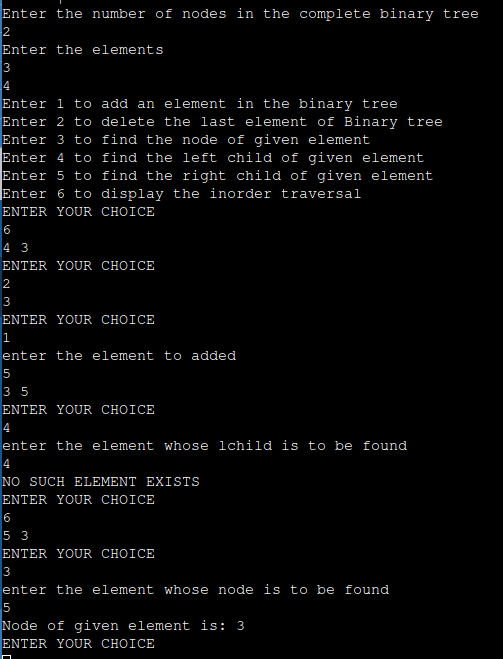 Enter the number of nodes in the complete binary tree
2
Enter the elements
3
4
Enter 1 to add an element in the binary tree
Enter 2 to delete the last element of Binary tree
Enter 3 to find the node of given element
Enter 4 to find the left child of given element
Enter 5 to find the right child of given element
Enter 6 to display the inorder traversal
ENTER YOUR CHOICE
6
4 3
ENTER YOUR CHOICE
2
3
ENTER YOUR CHOICE
1
enter the element to added
5
3 5
ENTER YOUR CHOICE
4
enter the element whose lchild is to be found
4
NO SUCH ELEMENT EXISTS
ENTER YOUR CHOICE
6
5 3
ENTER YOUR CHOICE
3
enter the element whose node is to be found
5
Node of given element is: 3
ENTER YOUR CHOICE